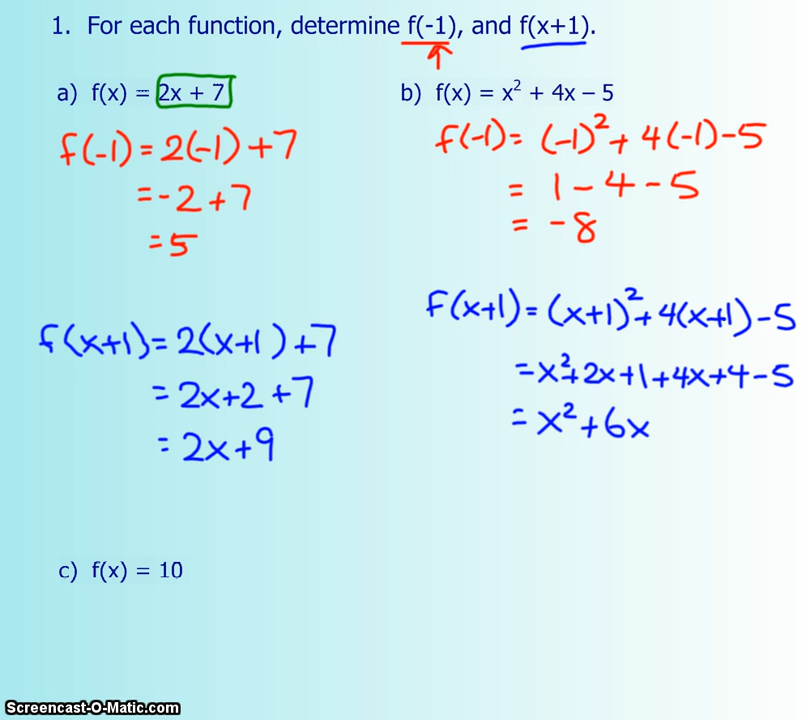 1. For each function, determine f(-1), and f(x+1).
a) f(x) = 2x + 7
f(-1) = 2(-1) + 7
= -2 + 7
= 5
f(x+1) = 2(x+1) + 7
= 2x+2+7
= 2x+9
b) f(x) = x² + 4x – 5
f(-1) = (-1)² + 4(-1) - 5
= 1 - 4 - 5
= -8
f(x+1) = (x+1)² + 4(x+1) - 5
= x² + 2x + 1 + 4x + 4 - 5
= x² + 6x
c) f(x) = 10
Screencast-O-Matic.com